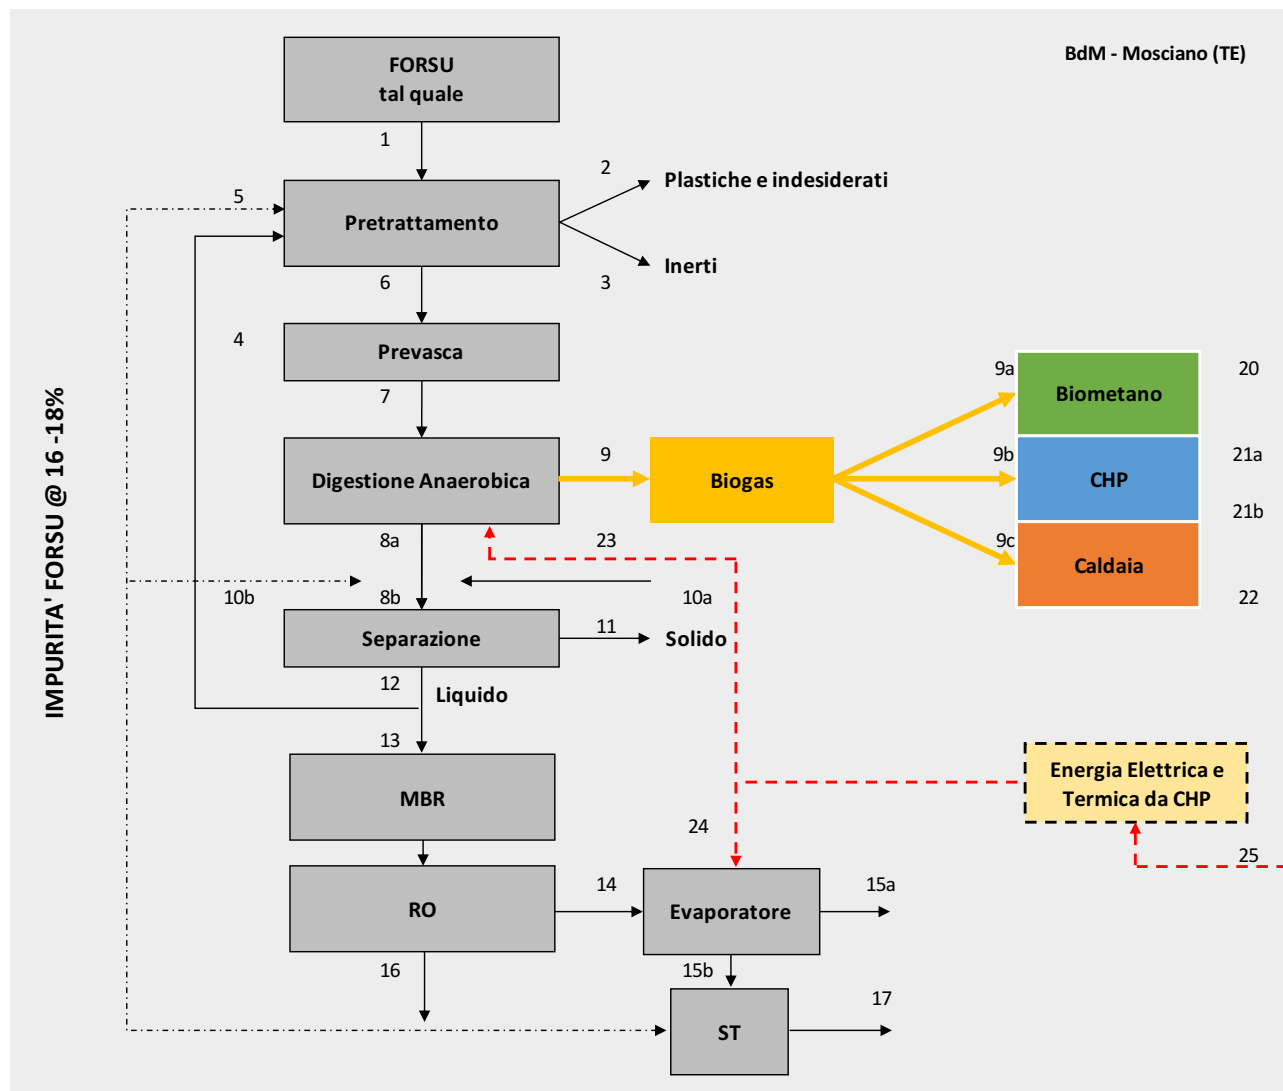 BdM - Mosciano (TE)
FORSU
tal quale
1
2
Plastiche e indesiderati
5
Pretrattamento
Inerti
6
3
4
Prevasca
9a
20
7
Biometano
9
9b
21a
Digestione Anaerobica
Biogas
CHP
21b
8a
23
9c
Caldaia
10b
8b
10a
22
11
Separazione
Solido
12
Liquido
IMPURITA' FORSU @ 16 -18%
13
MBR
Energia Elettrica e
Termica da CHP
24
25
14
15a
RO
Evaporatore
16
15b
17
ST